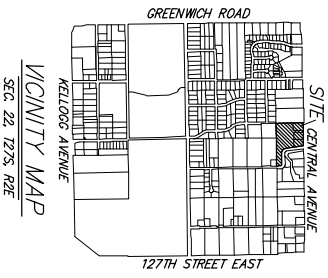 GREENWICH ROAD
SITE
CENTRAL AVENUE
KELLOGG AVENUE
127TH STREET EAST
VICINITY MAP
SEC. 22, T27S, R2E